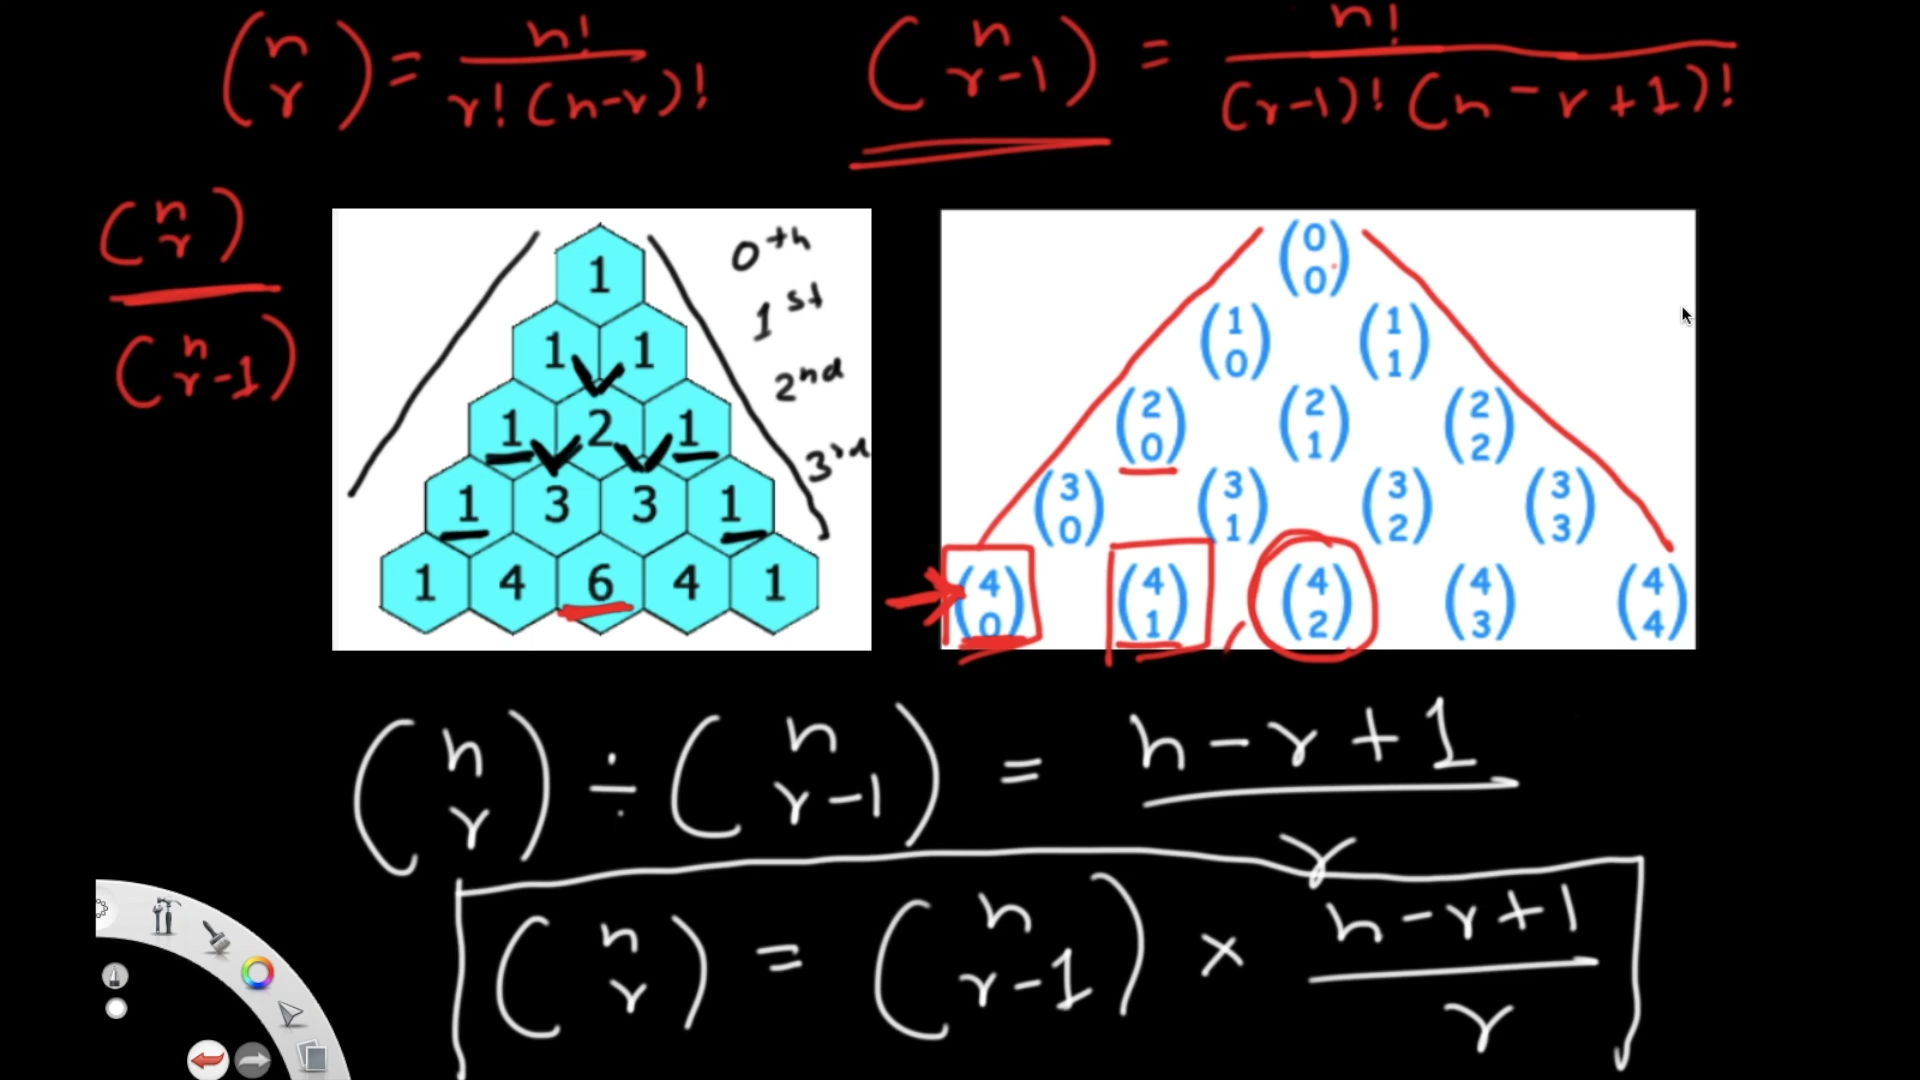 (n r) = n! / r! (n-r)!
(n r-1) = n! / (r-1)! (n-r+1)!
(n r)
(n r-1)
1
1 1
1 2 1
1 3 3 1
1 4 6 4 1
0th
1st
2nd
3rd
(0 0)
(1 0) (1 1)
(2 0) (2 1) (2 2)
(3 0) (3 1) (3 2) (3 3)
(4 0) (4 1) (4 2) (4 3) (4 4)
(n r) ÷ (n r-1) = n-r+1 / r
(n r) = (n r-1) × n-r+1 / r